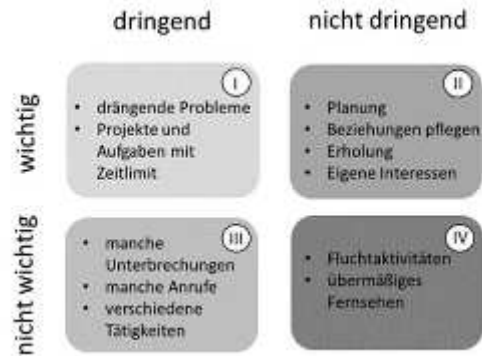 dringend
nicht dringend
wichtig
I
• drängende Probleme
• Projekte und
Aufgaben mit
Zeitlimit
II
• Planung
• Beziehungen pflegen
• Erholung
• Eigene Interessen
nicht wichtig
III
• manche
Unterbrechungen
• manche Anrufe
• verschiedene
Tätigkeiten
IV
• Fluchtaktivitäten
• übermäßiges
Fernsehen